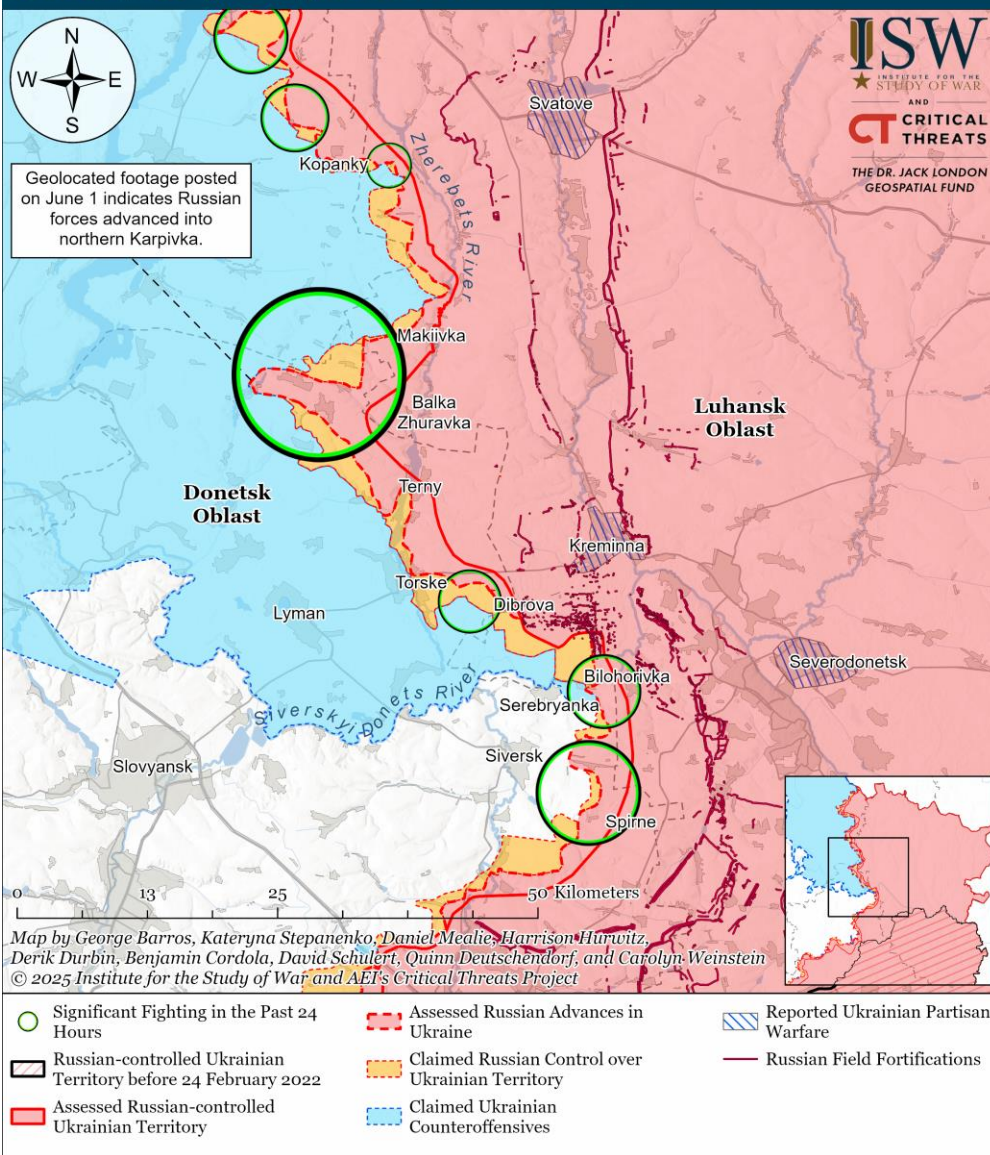 N
W E
S
ISW
INSTITUTE FOR THE
STUDY OF WAR
AND
CT CRITICAL
THREATS
THE DR. JACK LONDON
GEOSPATIAL FUND
Geolocated footage posted
on June 1 indicates Russian
forces advanced into
northern Karpivka.
Svatove
Kopanky
Zherebets River
Makiivka
Balka
Zhuravka
Luhansk
Oblast
Terny
Donetsk
Oblast
Kreminna
Torske
Dibrova
Lyman
Severodonetsk
Bilohorivka
Serebryanka
Siverskyi Donets River
Siversk
Slovyansk
Spirne
0 13 25 50 Kilometers
Map by George Barros, Kateryna Stepanenko, Daniel Mealie, Harrison Hurwitz,
Derik Durbin, Benjamin Cordola, David Schulert, Quinn Deutschendorf, and Carolyn Weinstein
© 2025 Institute for the Study of War and AEI's Critical Threats Project
Significant Fighting in the Past 24
Hours
Russian-controlled Ukrainian
Territory before 24 February 2022
Assessed Russian-controlled
Ukrainian Territory
Assessed Russian Advances in
Ukraine
Claimed Russian Control over
Ukrainian Territory
Claimed Ukrainian
Counteroffensives
Reported Ukrainian Partisan
Warfare
Russian Field Fortifications